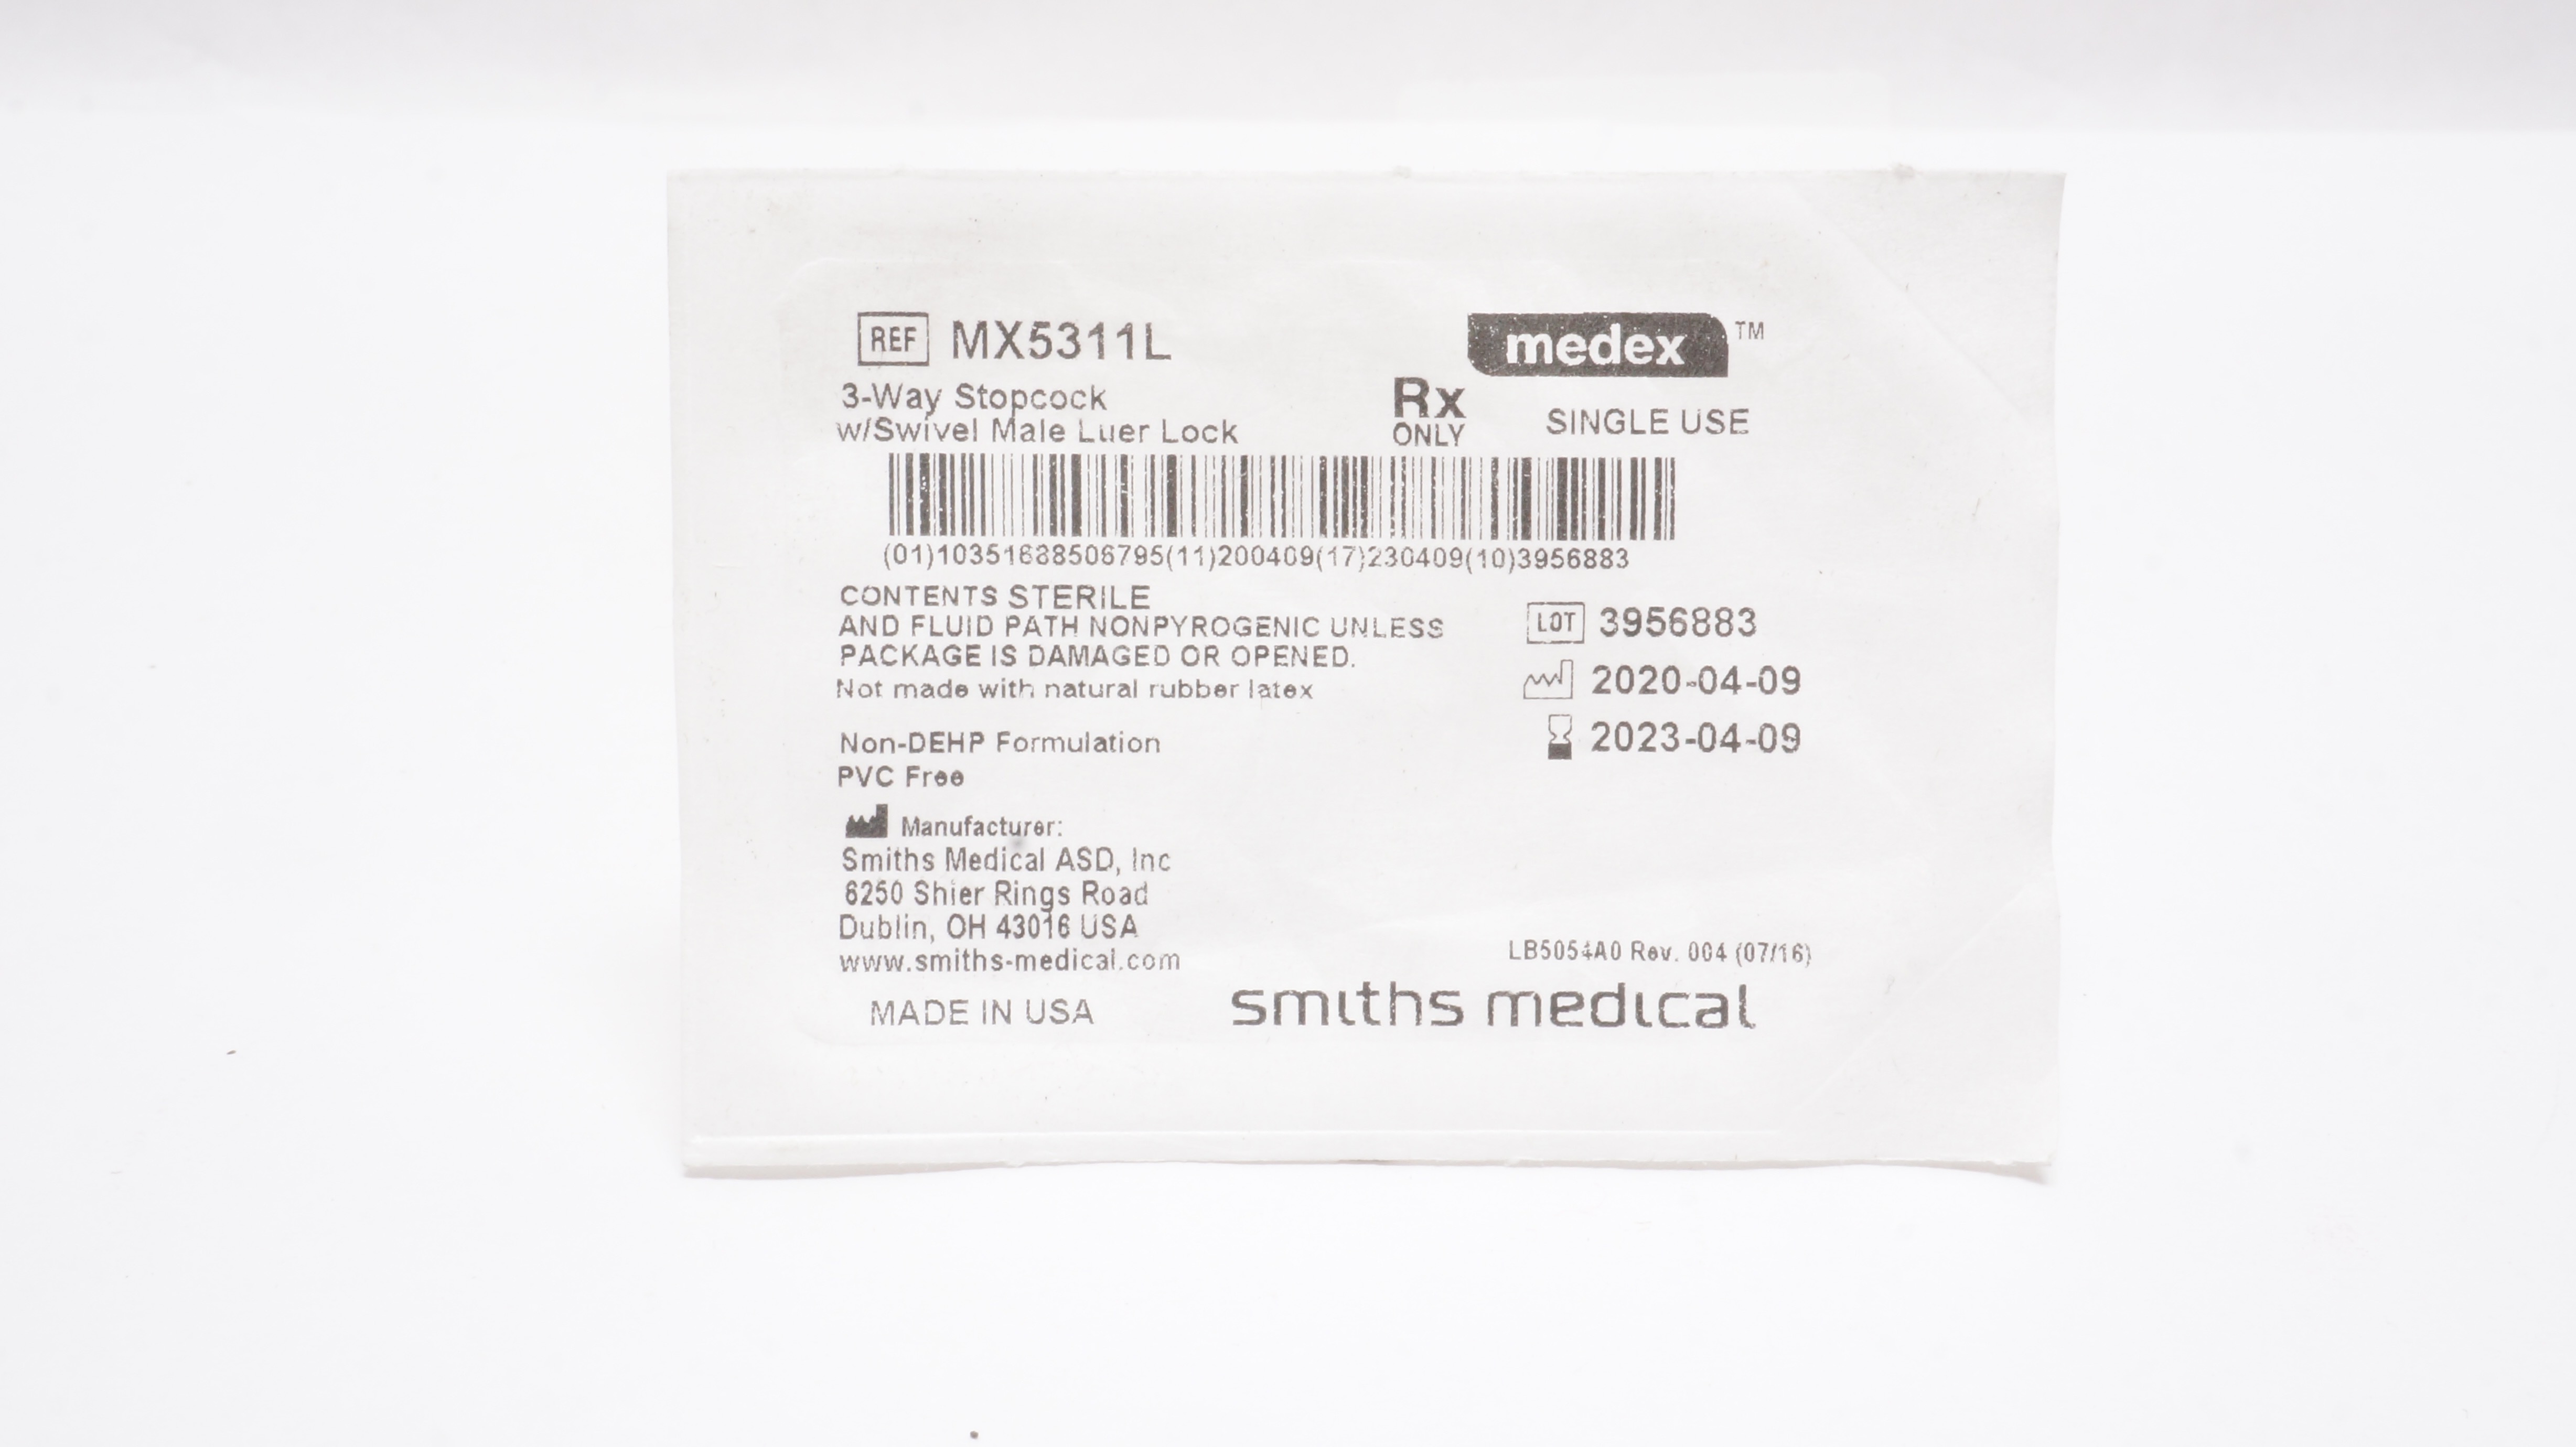 REF MX5311L
medex TM
3-Way Stopcock
w/Swivel Male Luer Lock
Rx
ONLY
SINGLE USE
(01)10351688506795(11)200409(17)230409(10)3956883
CONTENTS STERILE
AND FLUID PATH NONPYROGENIC UNLESS
PACKAGE IS DAMAGED OR OPENED.
Not made with natural rubber latex
LOT 3956883
2020-04-09
2023-04-09
Non-DEHP Formulation
PVC Free
Manufacturer:
Smiths Medical ASD, Inc
6250 Shier Rings Road
Dublin, OH 43016 USA
www.smiths-medical.com
MADE IN USA
LB5054A0 Rev. 004 (07/16)
smiths medical